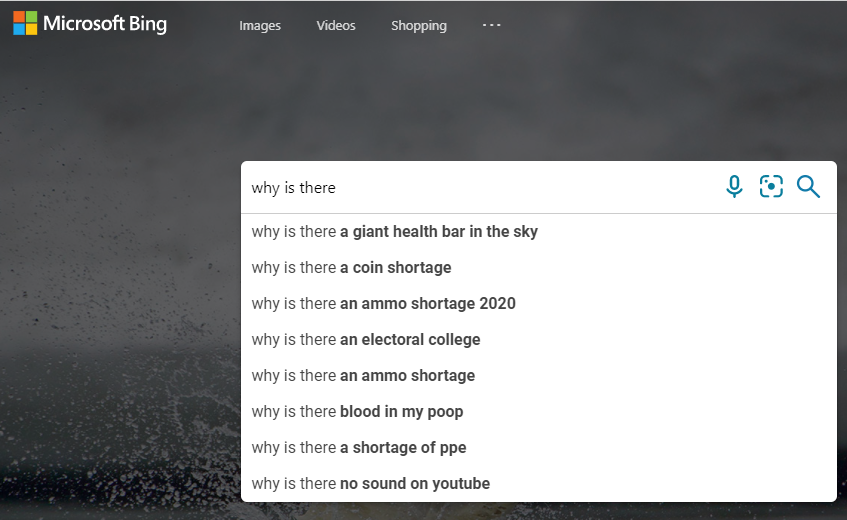 Microsoft Bing Images Videos Shopping ...
why is there
why is there a giant health bar in the sky
why is there a coin shortage
why is there an ammo shortage 2020
why is there an electoral college
why is there an ammo shortage
why is there blood in my poop
why is there a shortage of ppe
why is there no sound on youtube